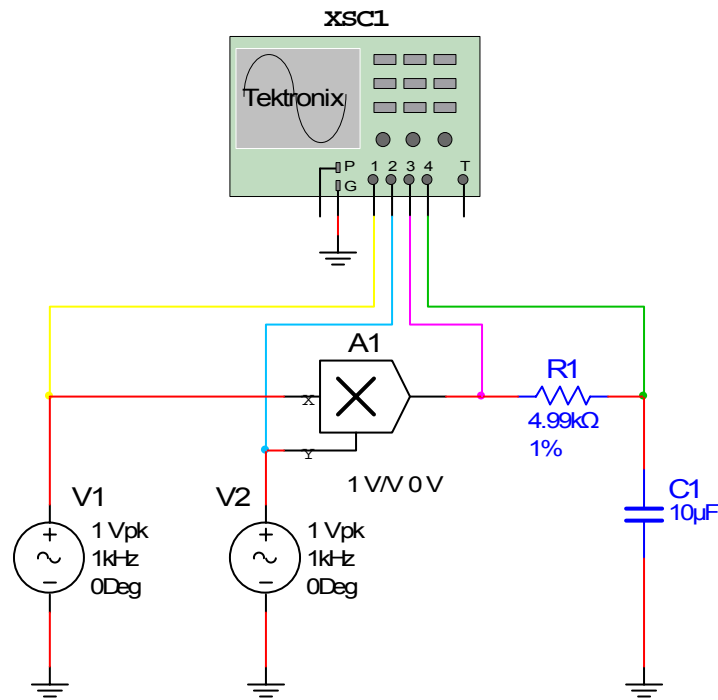 XSC1
Tektronix
P
G
1 2 3 4 T
A1
X
Y
1 V/V 0 V
R1
4.99kΩ
1%
V1
1 Vpk
1kHz
0Deg
V2
1 Vpk
1kHz
0Deg
C1
10µF